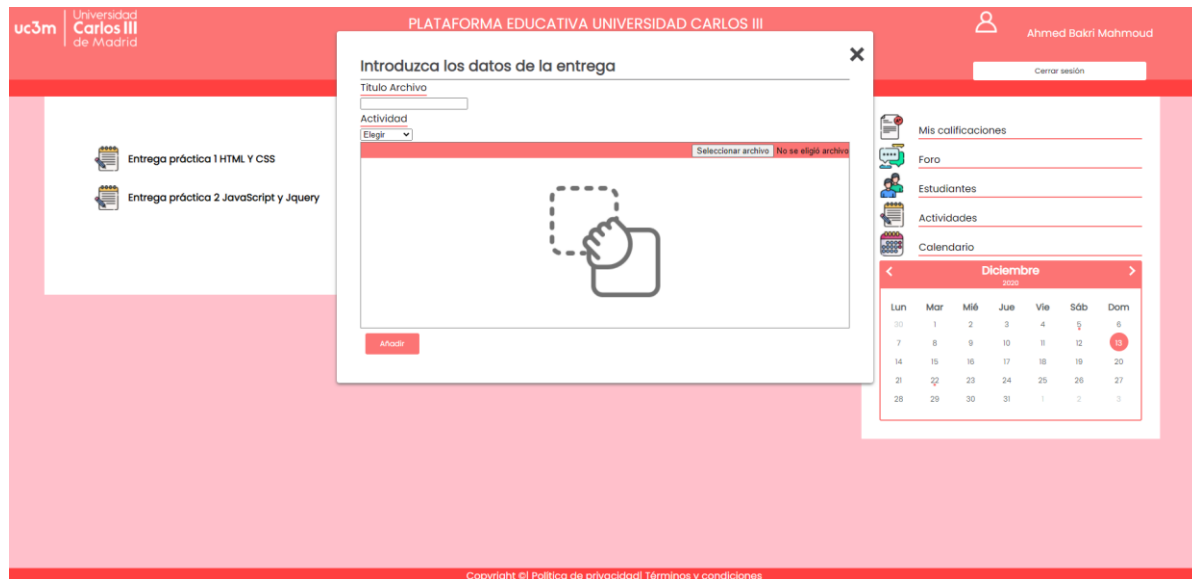 uc3m
Universidad
Carlos III
de Madrid
PLATAFORMA EDUCATIVA UNIVERSIDAD CARLOS III
Ahmed Bakri Mahmoud
Cerrar sesión
Entrega práctica 1 HTML Y CSS
Entrega práctica 2 JavaScript y Jquery
Introduzca los datos de la entrega
Titulo Archivo
Actividad
Elegir
Seleccionar archivo No se eligió archivo
Añadir
Mis calificaciones
Foro
Estudiantes
Actividades
Calendario
Diciembre
2020
Lun Mar Mié Jue Vie Sáb Dom
30 1 2 3 4 5 6
7 8 9 10 11 12 13
14 15 16 17 18 19 20
21 22 23 24 25 26 27
28 29 30 31 1 2 3
Copyright ©| Política de privacidad| Términos y condiciones